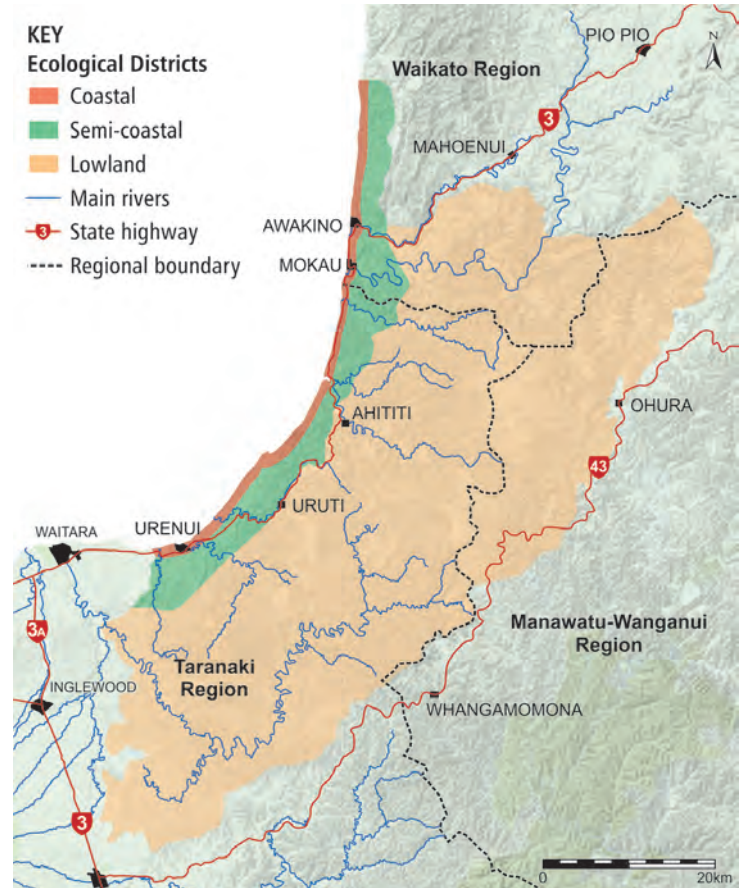 KEY
Ecological Districts
Coastal
Semi-coastal
Lowland
Main rivers
3 State highway
Regional boundary
N
PIO PIO
Waikato Region
3
MAHOENUI
AWAKINO
MOKAU
OHURA
AHITITI
43
URUTI
URENUI
WAITARA
3A
Manawatu-Wanganui
Region
Taranaki
Region
INGLEWOOD
WHANGAMOMONA
3
0
20km